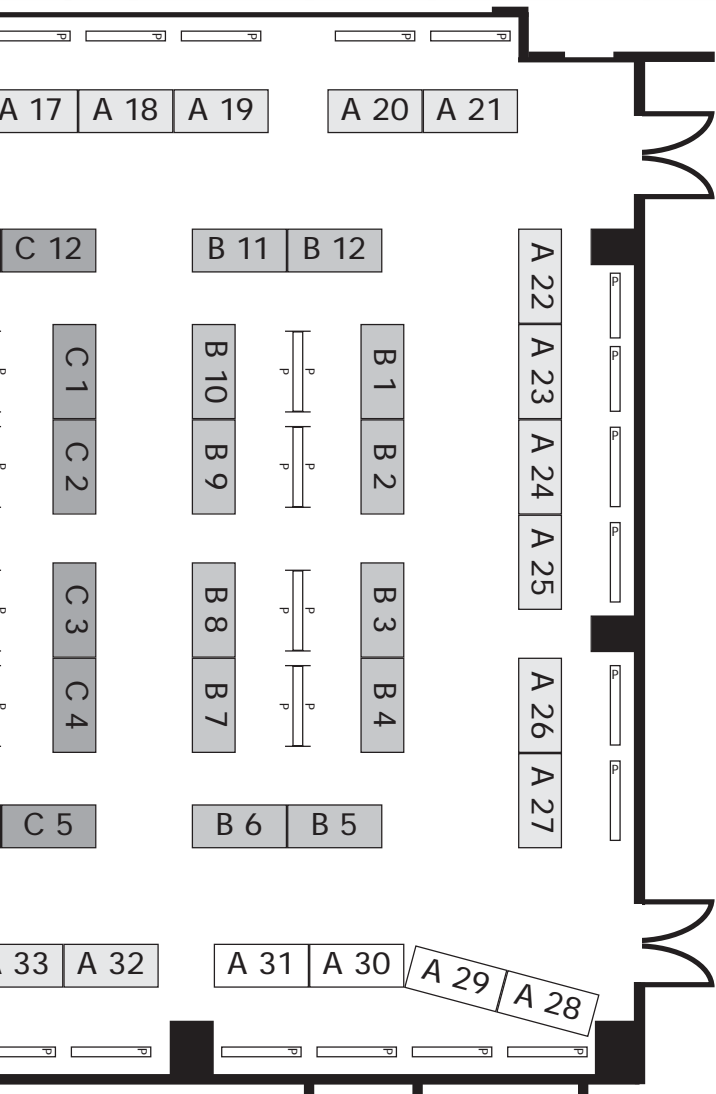 P P P P P
A 17 A 18 A 19 A 20 A 21
C 12 B 11 B 12
A 22
A 23
A 24
A 25
P
P
P
P
C 1 B 10 B 1
P P P
C 2 B 9 B 2
P P P
C 3 B 8 B 3
P P P
C 4 B 7 B 4
P P P
A 26
A 27
P
P
C 5 B 6 B 5
33 A 32 A 31 A 30 A 29 A 28
P P P P P P